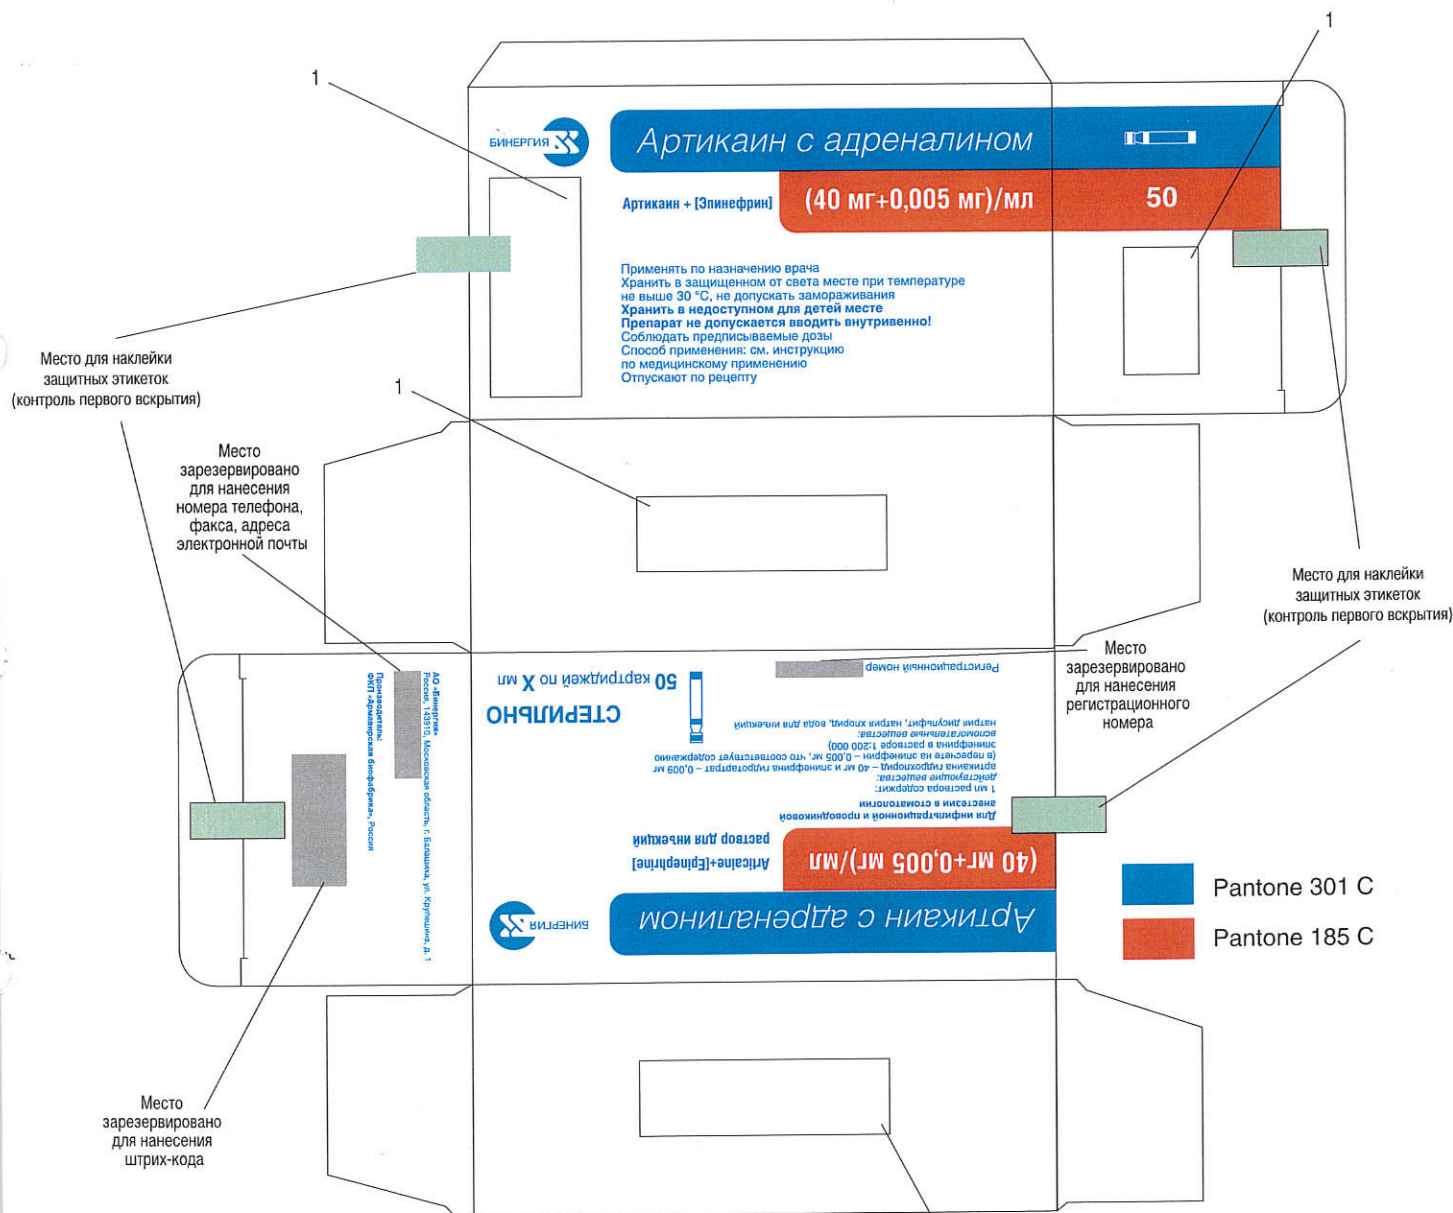 1
1
БИНЕРГИЯ
Артикаин с адреналином
Артикаин + [Эпинефрин]
(40 мг+0,005 мг)/мл
50
Применять по назначению врача
Хранить в защищенном от света месте при температуре
не выше 30 °С, не допускать замораживания
Хранить в недоступном для детей месте
Препарат не допускается вводить внутривенно!
Соблюдать предписываемые дозы
Способ применения: см. инструкцию
по медицинскому применению
Отпускают по рецепту
Место для наклейки
защитных этикеток
(контроль первого вскрытия)
1
Место
зарезервировано
для нанесения
номера телефона,
факса, адреса
электронной почты
Место для наклейки
защитных этикеток
(контроль первого вскрытия)
Место
зарезервировано
для нанесения
регистрационного
номера
БИНЕРГИЯ
Артикаин с адреналином
(40 мг+0,005 мг)/мл
Articaine+[Epinephrine]
раствор для инъекций
Для инфильтрационной и проводниковой
анестезии в стоматологии
1 мл раствора содержит:
действующие вещества:
артикаина гидрохлорид – 40 мг и эпинефрина гидротартрат – 0,009 мг
(в пересчете на эпинефрин – 0,005 мг, что соответствует содержанию
эпинефрина в растворе 1:200 000)
вспомогательные вещества:
натрия дисульфит, натрия хлорид, вода для инъекций
Регистрационный номер
СТЕРИЛЬНО
50 картриджей по X мл
АО «Бинергия»
Россия, 143910, Московская область, г. Балашиха, ул. Крупешина, д. 1
Производитель:
ФКП «Армавирская биофабрика», Россия
Pantone 301 C
Pantone 185 C
Место
зарезервировано
для нанесения
штрих-кода